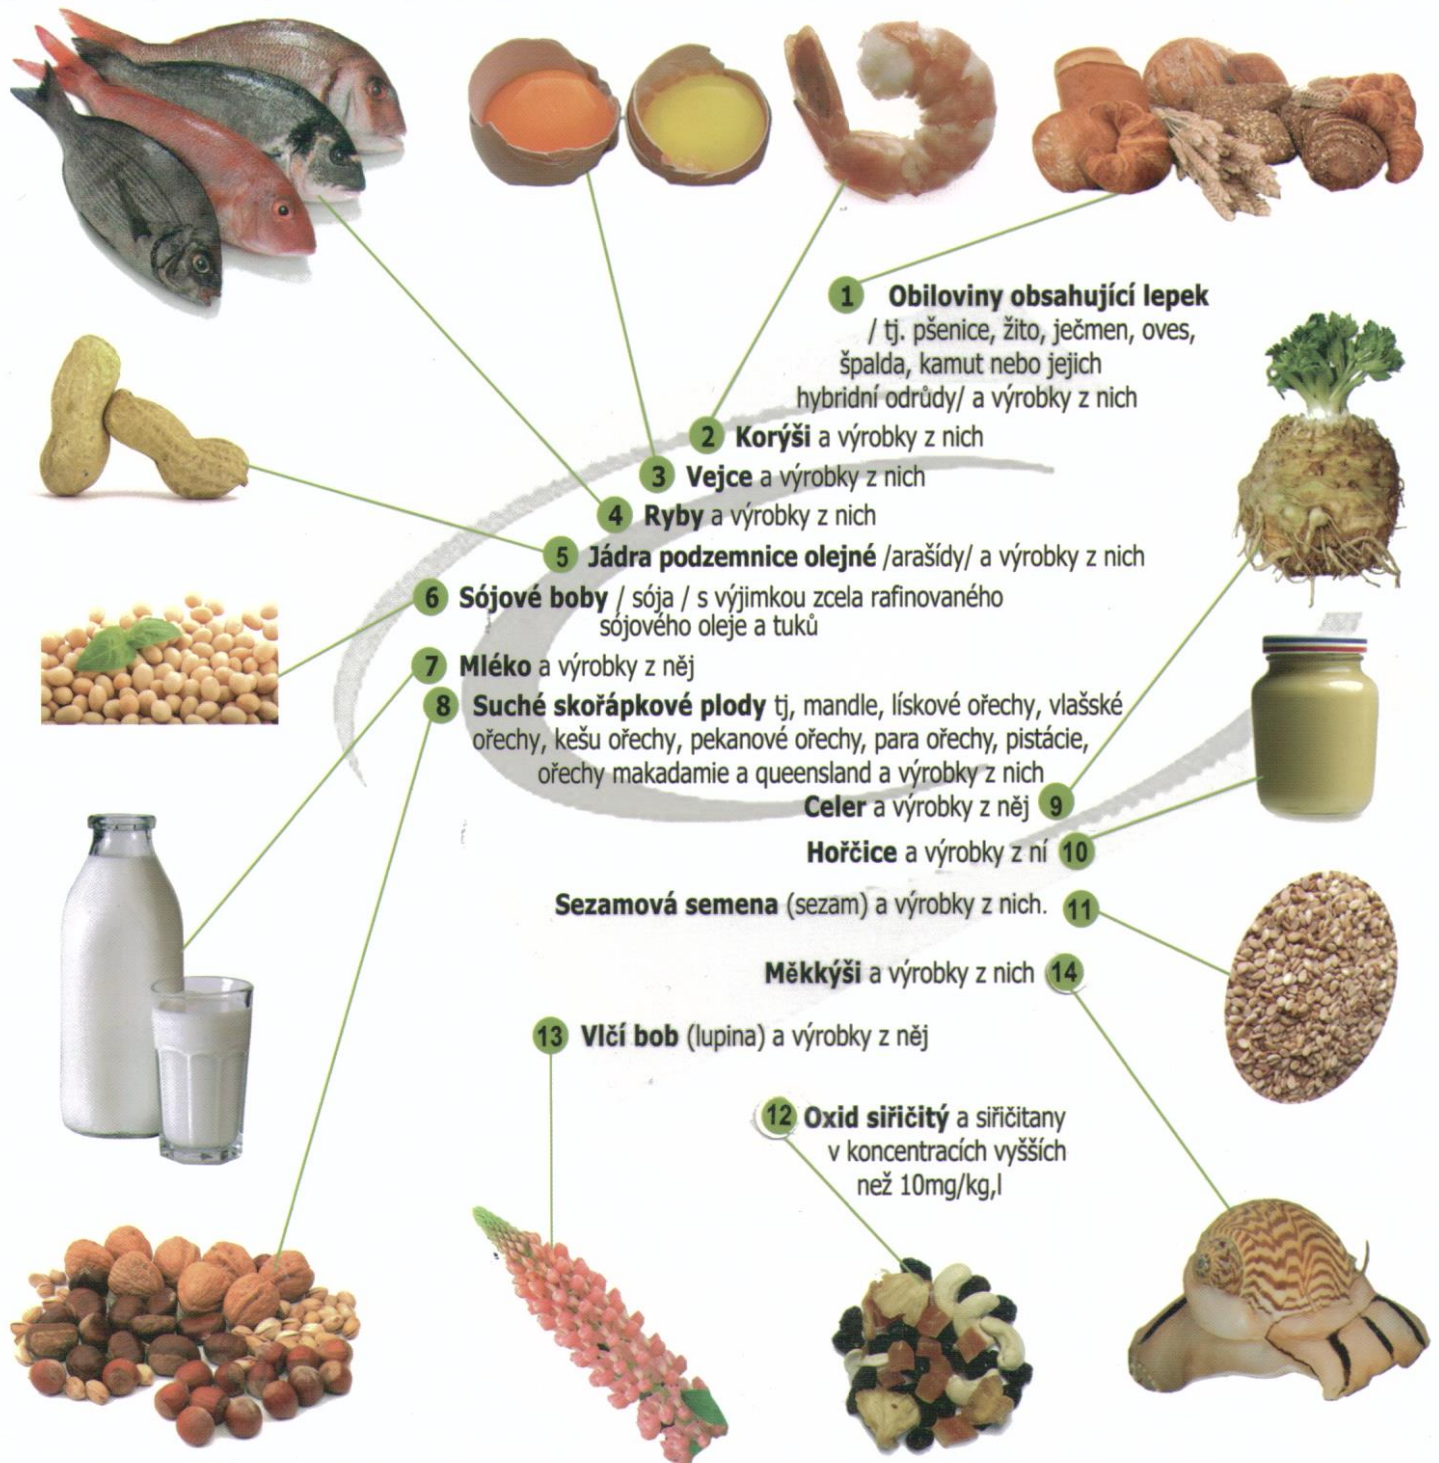 1 Obiloviny obsahující lepek
/ tj. pšenice, žito, ječmen, oves,
špalda, kamut nebo jejich
hybridní odrůdy/ a výrobky z nich
2 Korýši a výrobky z nich
3 Vejce a výrobky z nich
4 Ryby a výrobky z nich
5 Jádra podzemnice olejné /arašídy/ a výrobky z nich
6 Sójové boby / sója / s výjimkou zcela rafinovaného
sójového oleje a tuků
7 Mléko a výrobky z něj
8 Suché skořápkové plody tj, mandle, lískové ořechy, vlašské
ořechy, kešu ořechy, pekanové ořechy, para ořechy, pistácie,
ořechy makadamie a queensland a výrobky z nich
Celer a výrobky z něj 9
Hořčice a výrobky z ní 10
Sezamová semena (sezam) a výrobky z nich. 11
Měkkýši a výrobky z nich 14
13 Vlčí bob (lupina) a výrobky z něj
12 Oxid siřičitý a siřičitany
v koncentracích vyšších
než 10mg/kg,l